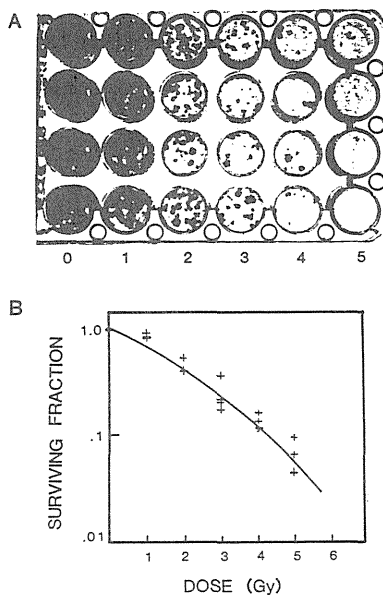 A
0 1 2 3 4 5
B
1.0
.1
.01
SURVIVING FRACTION
1 2 3 4 5 6
DOSE (Gy)